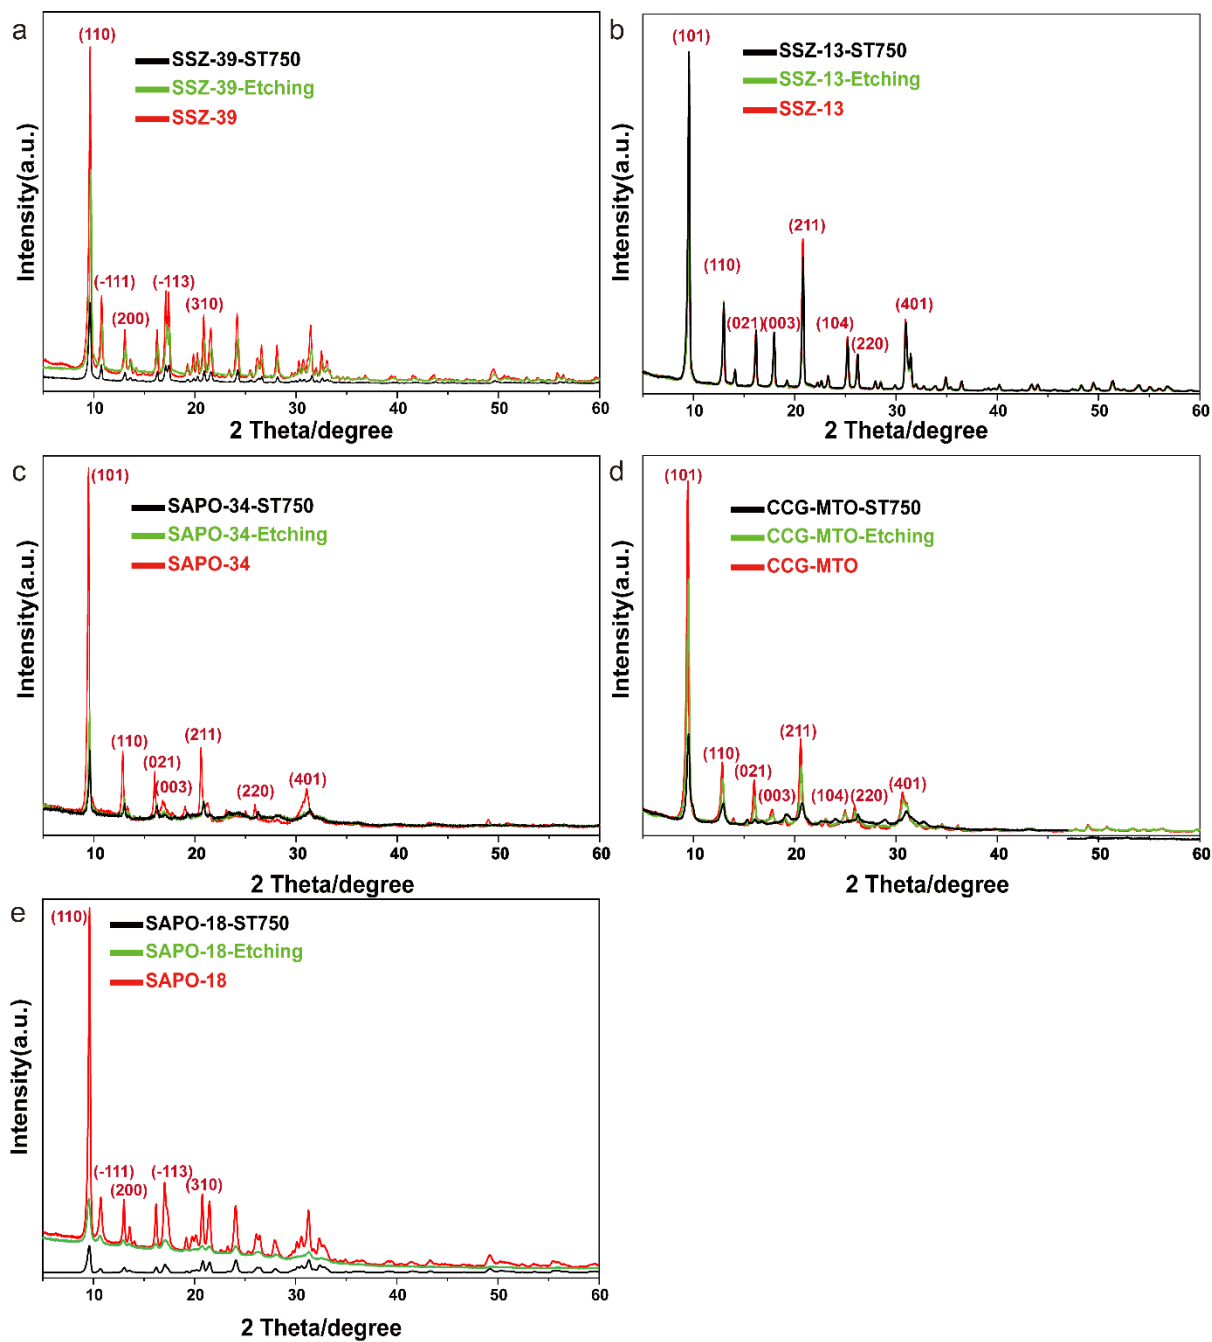 a
(110)
SSZ-39-ST750
SSZ-39-Etching
SSZ-39
(-111)
(-113)
(200)
(310)
Intensity(a.u.)
10 20 30 40 50 60
2 Theta/degree
b
(101)
SSZ-13-ST750
SSZ-13-Etching
SSZ-13
(211)
(110)
(021) (003) (104) (401)
(220)
Intensity(a.u.)
10 20 30 40 50 60
2 Theta/degree
c
(101)
SAPO-34-ST750
SAPO-34-Etching
SAPO-34
(110) (211)
(021)
(003) (220) (401)
Intensity(a.u.)
10 20 30 40 50 60
2 Theta/degree
d
(101)
CCG-MTO-ST750
CCG-MTO-Etching
CCG-MTO
(211)
(110)
(021)
(003) (104) (220) (401)
Intensity(a.u.)
10 20 30 40 50 60
2 Theta/degree
e
(110)
SAPO-18-ST750
SAPO-18-Etching
SAPO-18
(-111) (-113)
(200) (310)
Intensity(a.u.)
10 20 30 40 50 60
2 Theta/degree